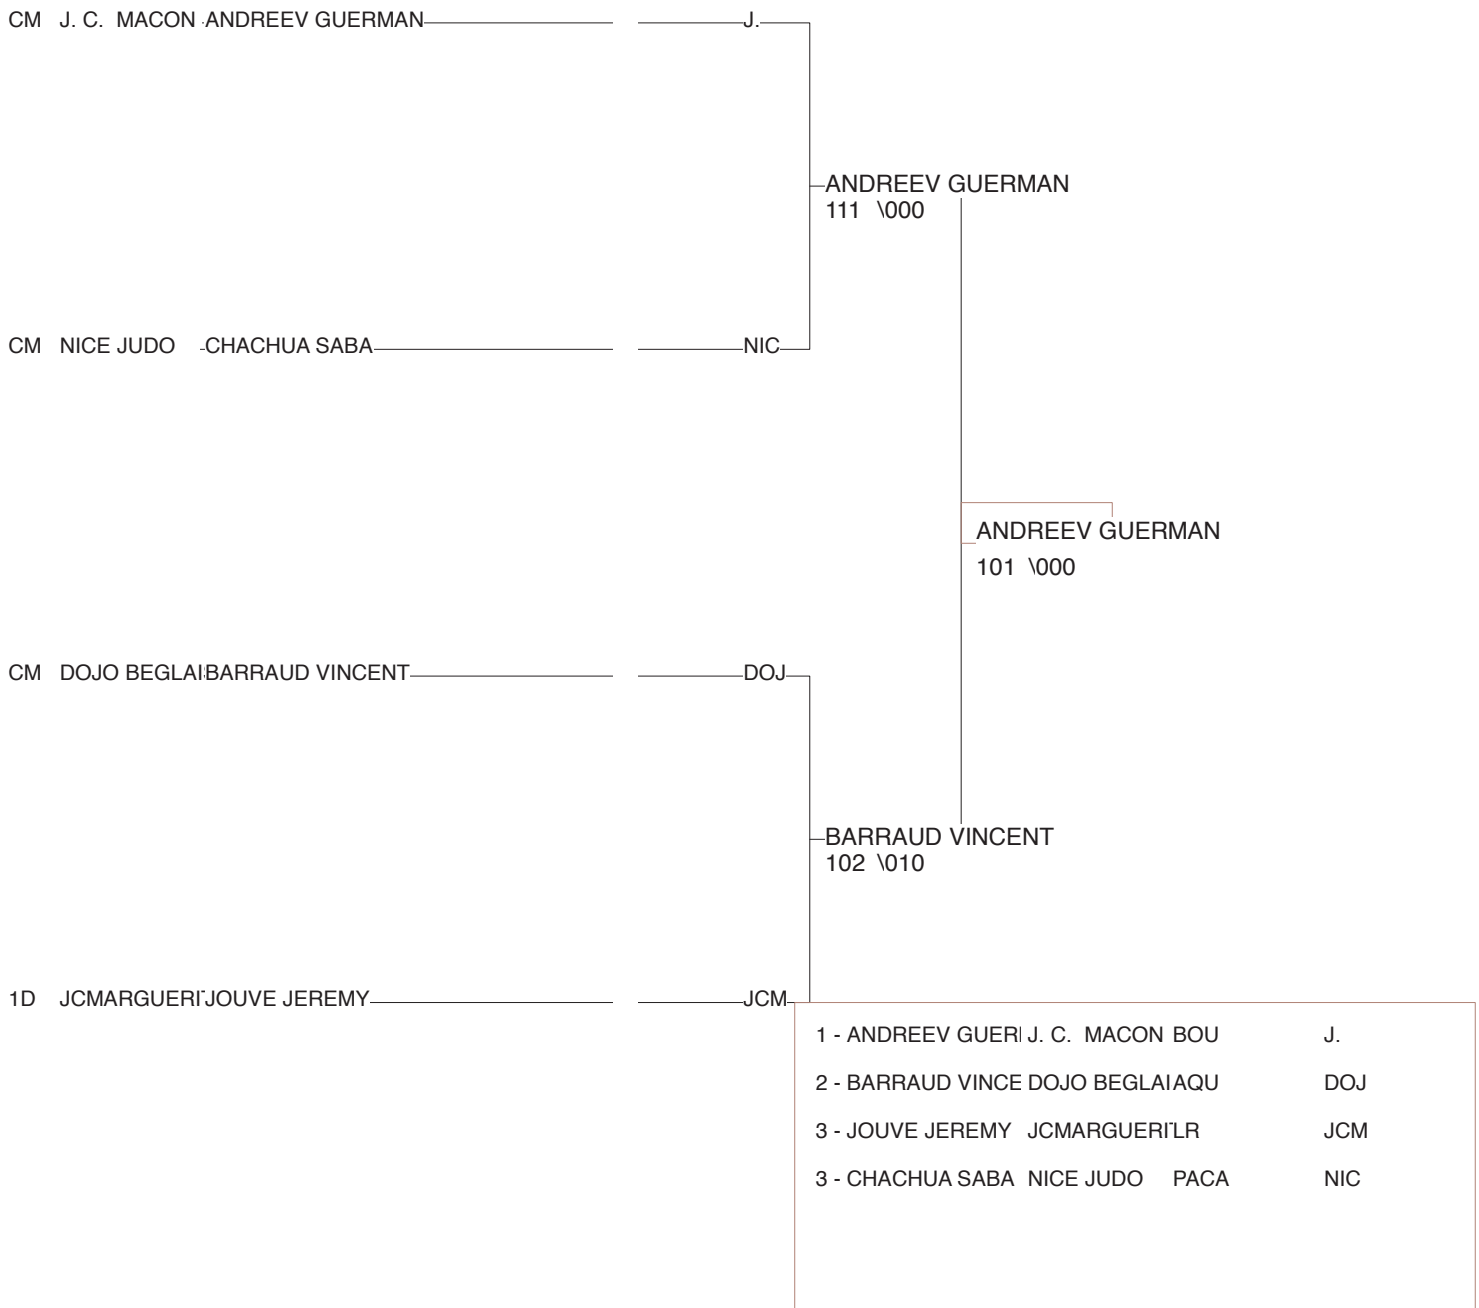 CM J. C. MACON ANDREEV GUERMAN J.
ANDREEV GUERMAN
111 \000
CM NICE JUDO CHACHUA SABA NIC
ANDREEV GUERMAN
101 \000
CM DOJO BEGLAI BARRAUD VINCENT DOJ
BARRAUD VINCENT
102 \010
1D JCMARGUERIT JOUVE JEREMY JCM
1 - ANDREEV GUERI J. C. MACON BOU J.
2 - BARRAUD VINCE DOJO BEGLAI AQU DOJ
3 - JOUVE JEREMY JCMARGUERIT LR JCM
3 - CHACHUA SABA NICE JUDO PACA NIC